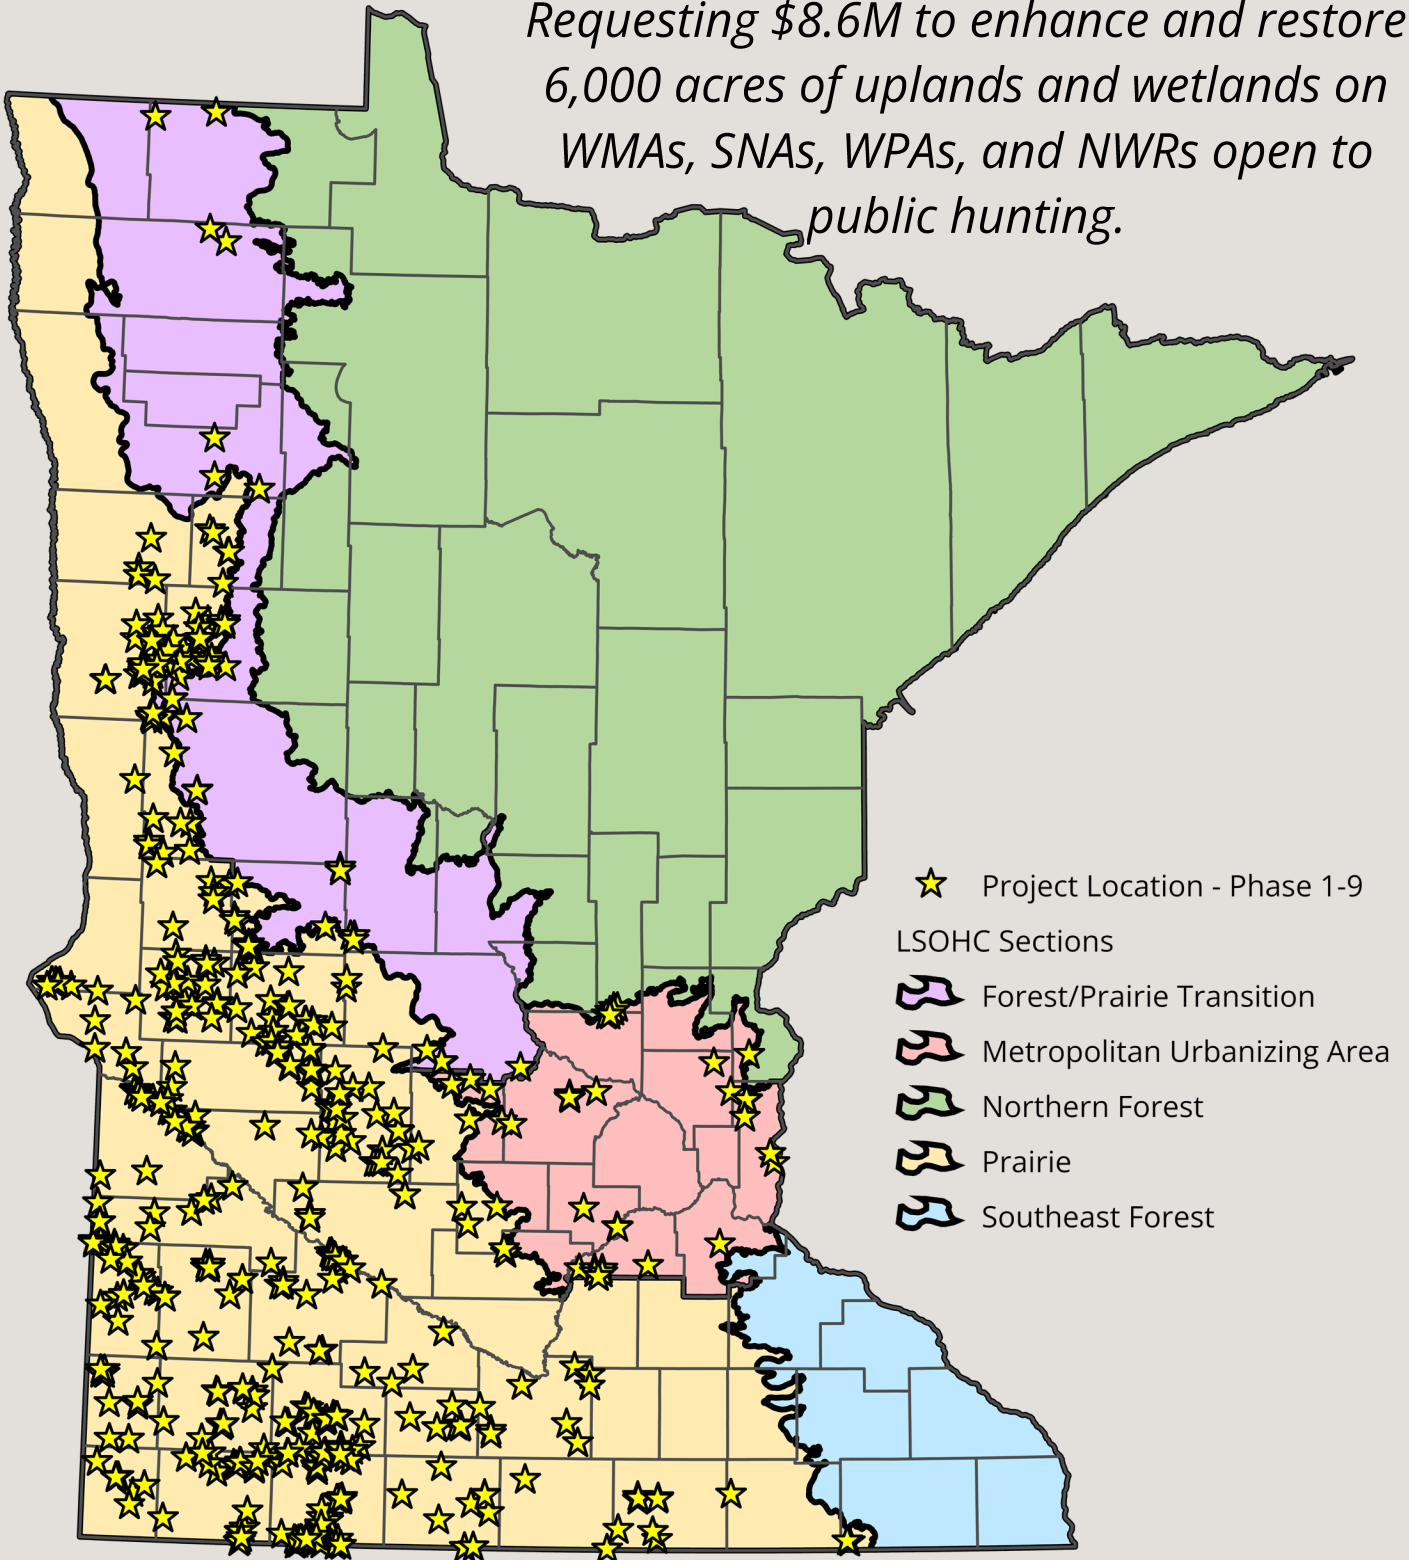 Requesting $8.6M to enhance and restore
6,000 acres of uplands and wetlands on
WMAs, SNAs, WPAs, and NWRs open to
public hunting.
Project Location - Phase 1-9
LSOHC Sections
Forest/Prairie Transition
Metropolitan Urbanizing Area
Northern Forest
Prairie
Southeast Forest